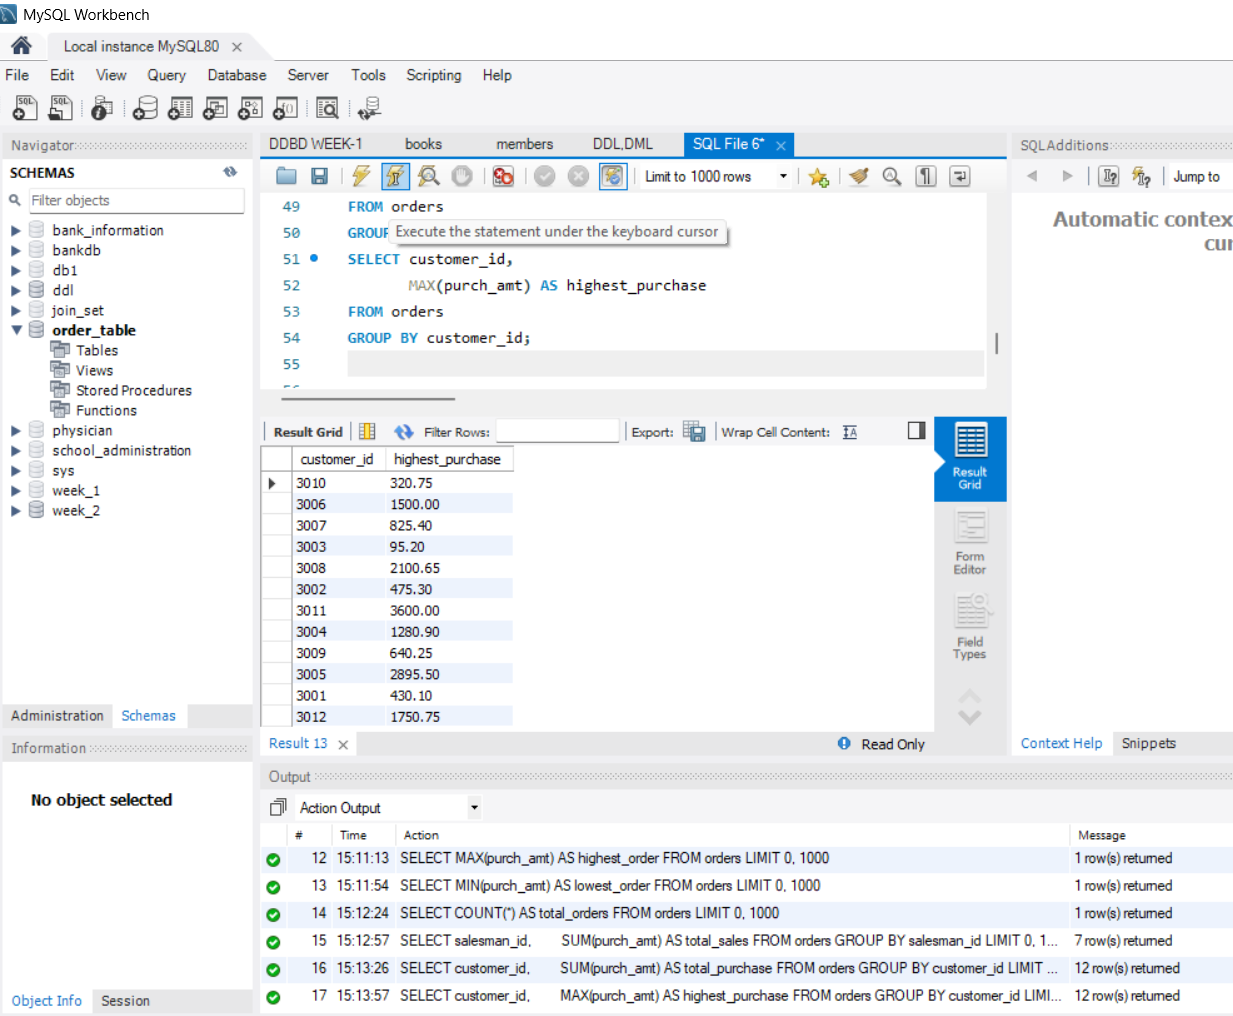 MySQL Workbench
Local instance MySQL80
File Edit View Query Database Server Tools Scripting Help
Navigator
SCHEMAS
Filter objects
bank_information
bankdb
db1
ddl
join_set
order_table
Tables
Views
Stored Procedures
Functions
physician
school_administration
sys
week_1
week_2
Administration Schemas
Information
No object selected
Object Info Session
DDBD WEEK-1 books members DDL,DML SQL File 6*
Limit to 1000 rows
49 FROM orders
50 GROUP
Execute the statement under the keyboard cursor
51 SELECT customer_id,
52 MAX(purch_amt) AS highest_purchase
53 FROM orders
54 GROUP BY customer_id;
55
Result Grid Filter Rows: Export: Wrap Cell Content:
customer_id highest_purchase
3010 320.75
3006 1500.00
3007 825.40
3003 95.20
3008 2100.65
3002 475.30
3011 3600.00
3004 1280.90
3009 640.25
3005 2895.50
3001 430.10
3012 1750.75
Result
Grid
Form
Editor
Field
Types
Result 13 Read Only
SQLAdditions
Jump to
Automatic contex
cur
Context Help Snippets
Output
Action Output
# Time Action Message
12 15:11:13 SELECT MAX(purch_amt) AS highest_order FROM orders LIMIT 0, 1000 1 row(s) returned
13 15:11:54 SELECT MIN(purch_amt) AS lowest_order FROM orders LIMIT 0, 1000 1 row(s) returned
14 15:12:24 SELECT COUNT(*) AS total_orders FROM orders LIMIT 0, 1000 1 row(s) returned
15 15:12:57 SELECT salesman_id, SUM(purch_amt) AS total_sales FROM orders GROUP BY salesman_id LIMIT 0, 1... 7 row(s) returned
16 15:13:26 SELECT customer_id, SUM(purch_amt) AS total_purchase FROM orders GROUP BY customer_id LIMIT ... 12 row(s) returned
17 15:13:57 SELECT customer_id, MAX(purch_amt) AS highest_purchase FROM orders GROUP BY customer_id LIMI... 12 row(s) returned